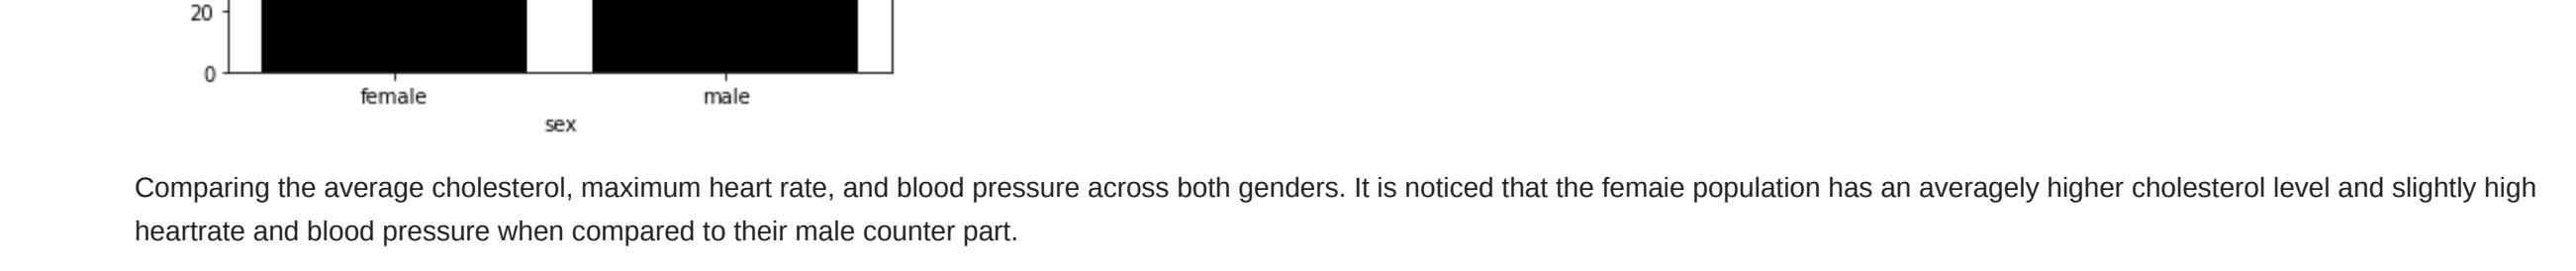 20
0
female male
sex
Comparing the average cholesterol, maximum heart rate, and blood pressure across both genders. It is noticed that the femaie population has an averagely higher cholesterol level and slightly high
heartrate and blood pressure when compared to their male counter part.